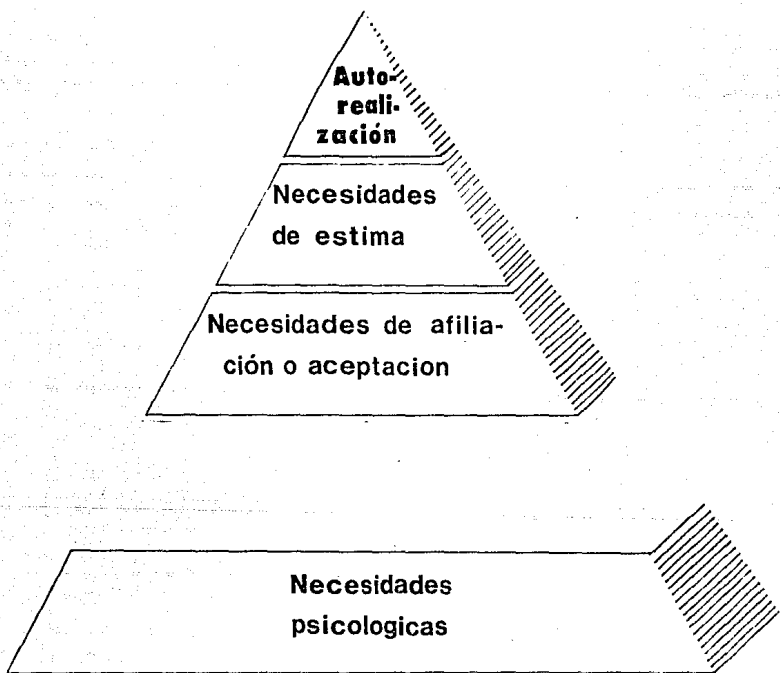 Auto-
reali-
zación
Necesidades
de estima
Necesidades de afilia-
ción o aceptacion
Necesidades
psicologicas